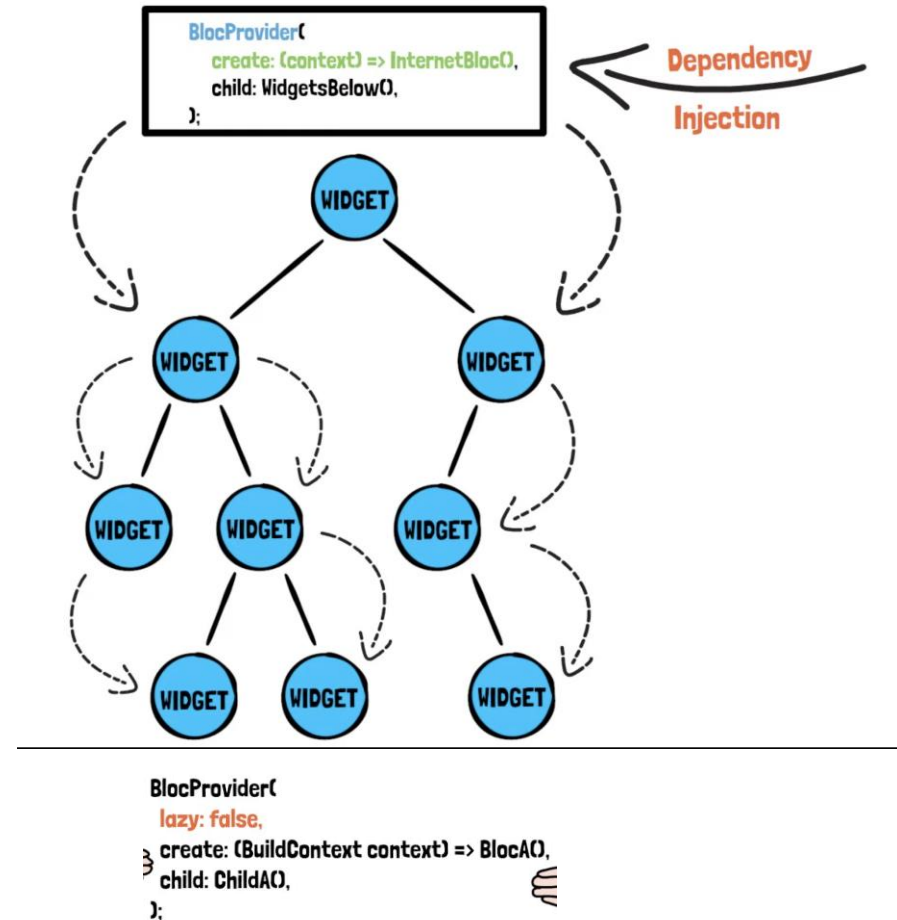 BlocProvider(
create: (context) => InternetBloc(),
child: WidgetsBelow(),
);
Dependency
Injection
WIDGET
WIDGET
WIDGET
WIDGET
WIDGET
WIDGET
WIDGET
WIDGET
WIDGET
BlocProvider(
lazy: false,
create: (BuildContext context) => BlocA(),
child: ChildA(),
);